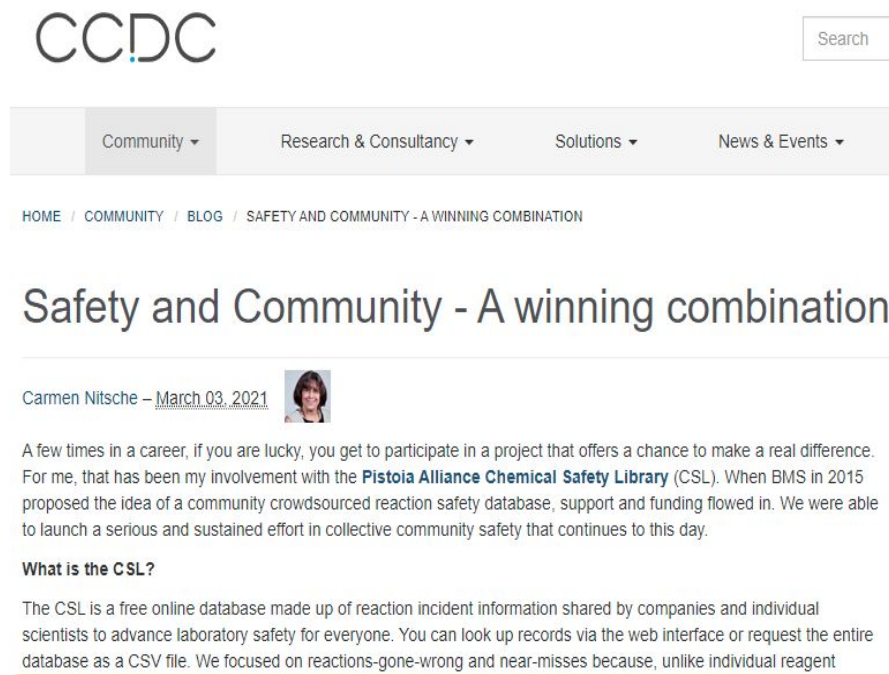 CCDC
Search
Community
Research & Consultancy
Solutions
News & Events
HOME / COMMUNITY / BLOG / SAFETY AND COMMUNITY - A WINNING COMBINATION
Safety and Community - A winning combination
Carmen Nitsche – March 03, 2021
A few times in a career, if you are lucky, you get to participate in a project that offers a chance to make a real difference.
For me, that has been my involvement with the Pistoia Alliance Chemical Safety Library (CSL). When BMS in 2015
proposed the idea of a community crowdsourced reaction safety database, support and funding flowed in. We were able
to launch a serious and sustained effort in collective community safety that continues to this day.
What is the CSL?
The CSL is a free online database made up of reaction incident information shared by companies and individual
scientists to advance laboratory safety for everyone. You can look up records via the web interface or request the entire
database as a CSV file. We focused on reactions-gone-wrong and near-misses because, unlike individual reagent